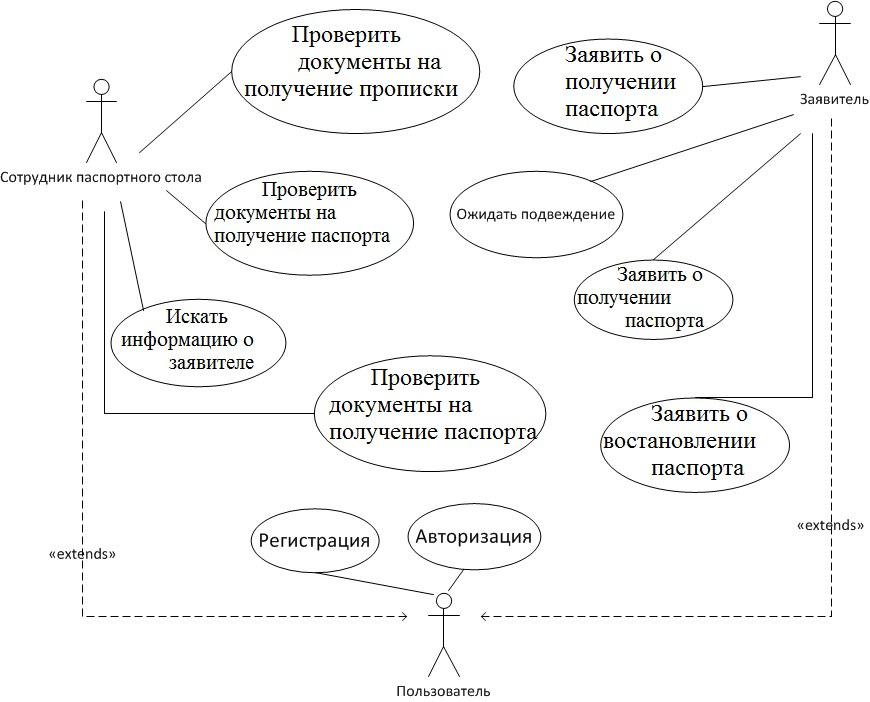 Проверить
документы на
получение прописки
Заявить о
получении
паспорта
Заявитель
Сотрудник паспортного стола
Проверить
документы на
получение паспорта
Ожидать подвеждение
Заявить о
получении
паспорта
Искать
информацию о
заявителе
Проверить
документы на
получение паспорта
Заявить о
востановлении
паспорта
«extends»
«extends»
Регистрация
Авторизация
Пользователь